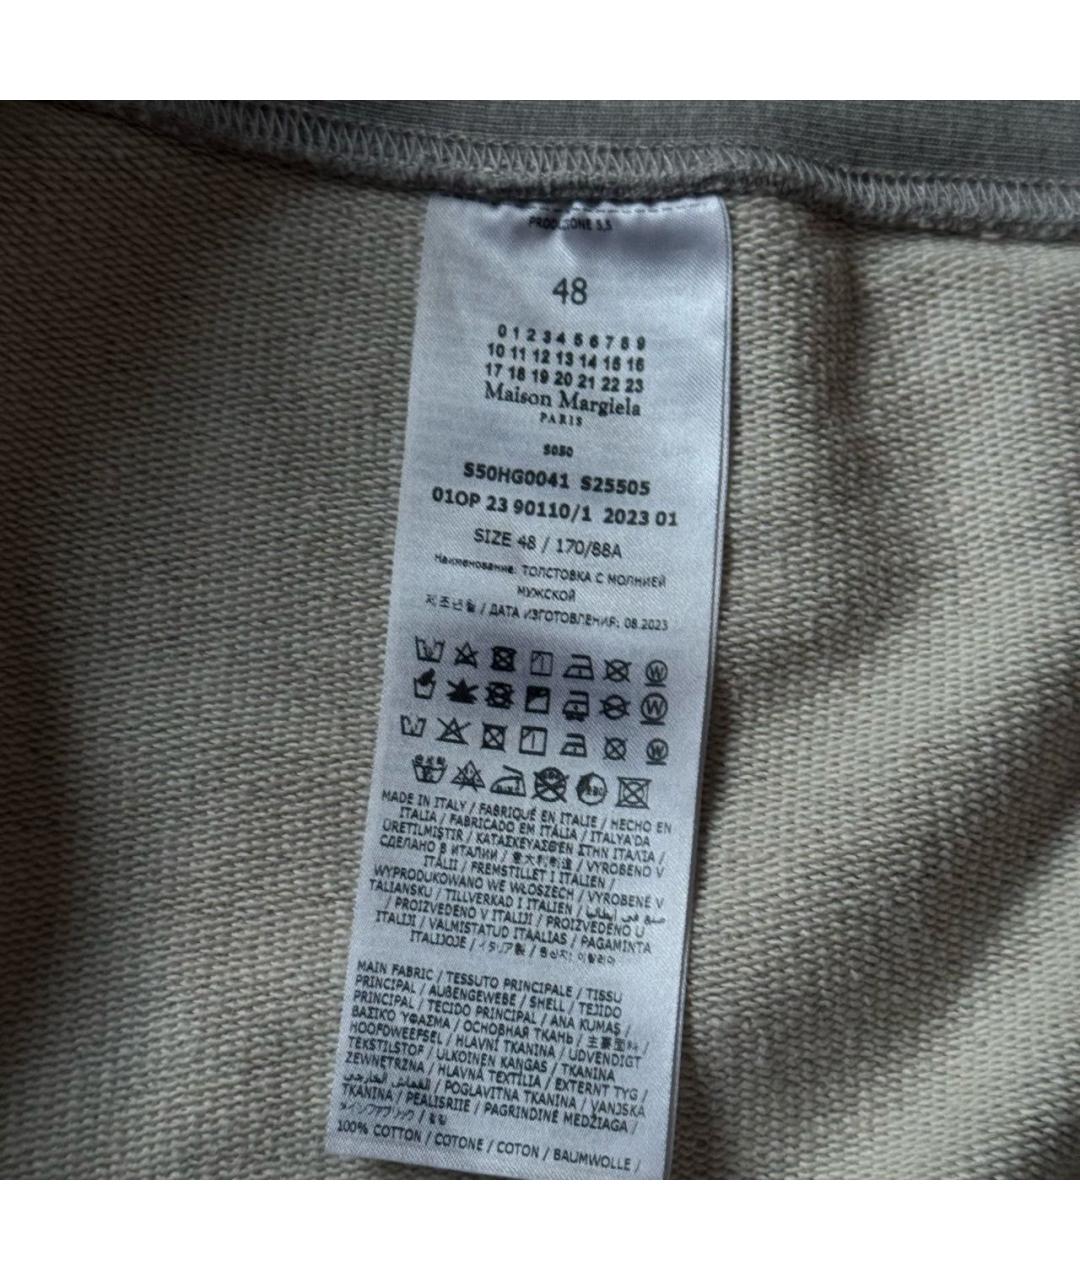 PRODUZIONE S.S
48
0 1 2 3 4 5 6 7 8 9
10 11 12 13 14 15 16
17 18 19 20 21 22 23
Maison Margiela
PARIS
S050
S50HG0041 S25505
01OP 23 90110/1 2023 01
SIZE 48 / 170/88A
Наименование: ТОЛСТОВКА С МОЛНИЕЙ
МУЖСКОЙ
제조년월 / ДАТА ИЗГОТОВЛЕНИЯ: 08.2023
MADE IN ITALY / FABRIQUÉ EN ITALIE / HECHO EN
ITALIA / FABRICADO EM ITÁLIA / ITALYA'DA
ÜRETILMIŞTIR / ΚΑΤΑΣΚΕΥΑΣΘΕΝ ΣΤΗΝ ΙΤΑΛΙΑ /
СДЕЛАНО В ИТАЛИИ / 意大利制造 / VYROBENO V
ITÁLII / FREMSTILLET I ITALIEN /
WYPRODUKOWANO WE WŁOSZECH / VYROBENÉ V
TALIANSKU / TILLVERKAD I ITALIEN / صنع في إيطاليا
/ PROIZVEDENO V ITALIJI / PROIZVEDENO U
ITALIJI / VALMISTATUD ITAALIAS / PAGAMINTA
ITALIJOJE / イタリア製 / 원산지: 이탈리아
MAIN FABRIC / TESSUTO PRINCIPALE / TISSU
PRINCIPAL / AUßENGEWEBE / SHELL / TEJIDO
PRINCIPAL / TECIDO PRINCIPAL / ANA KUMAŞ /
ΒΑΣΙΚΟ ΥΦΑΣΜΑ / ОСНОВНАЯ ТКАНЬ / 主要面料 /
HOOFDWEEFSEL / HLAVNÍ TKANINA / UDVENDIGT
TEKSTILSTOF / ULKOINEN KANGAS / TKANINA
ZEWNĘTRZNA / HLAVNÁ TEXTÍLIA / EXTERNT TYG /
القماش الخارجي / POGLAVITNA TKANINA / VANJSKA
TKANINA / PEALISRIIE / PAGRINDINĖ MEDŽIAGA /
メインファブリック / 겉감
100% COTTON / COTONE / COTON / BAUMWOLLE /